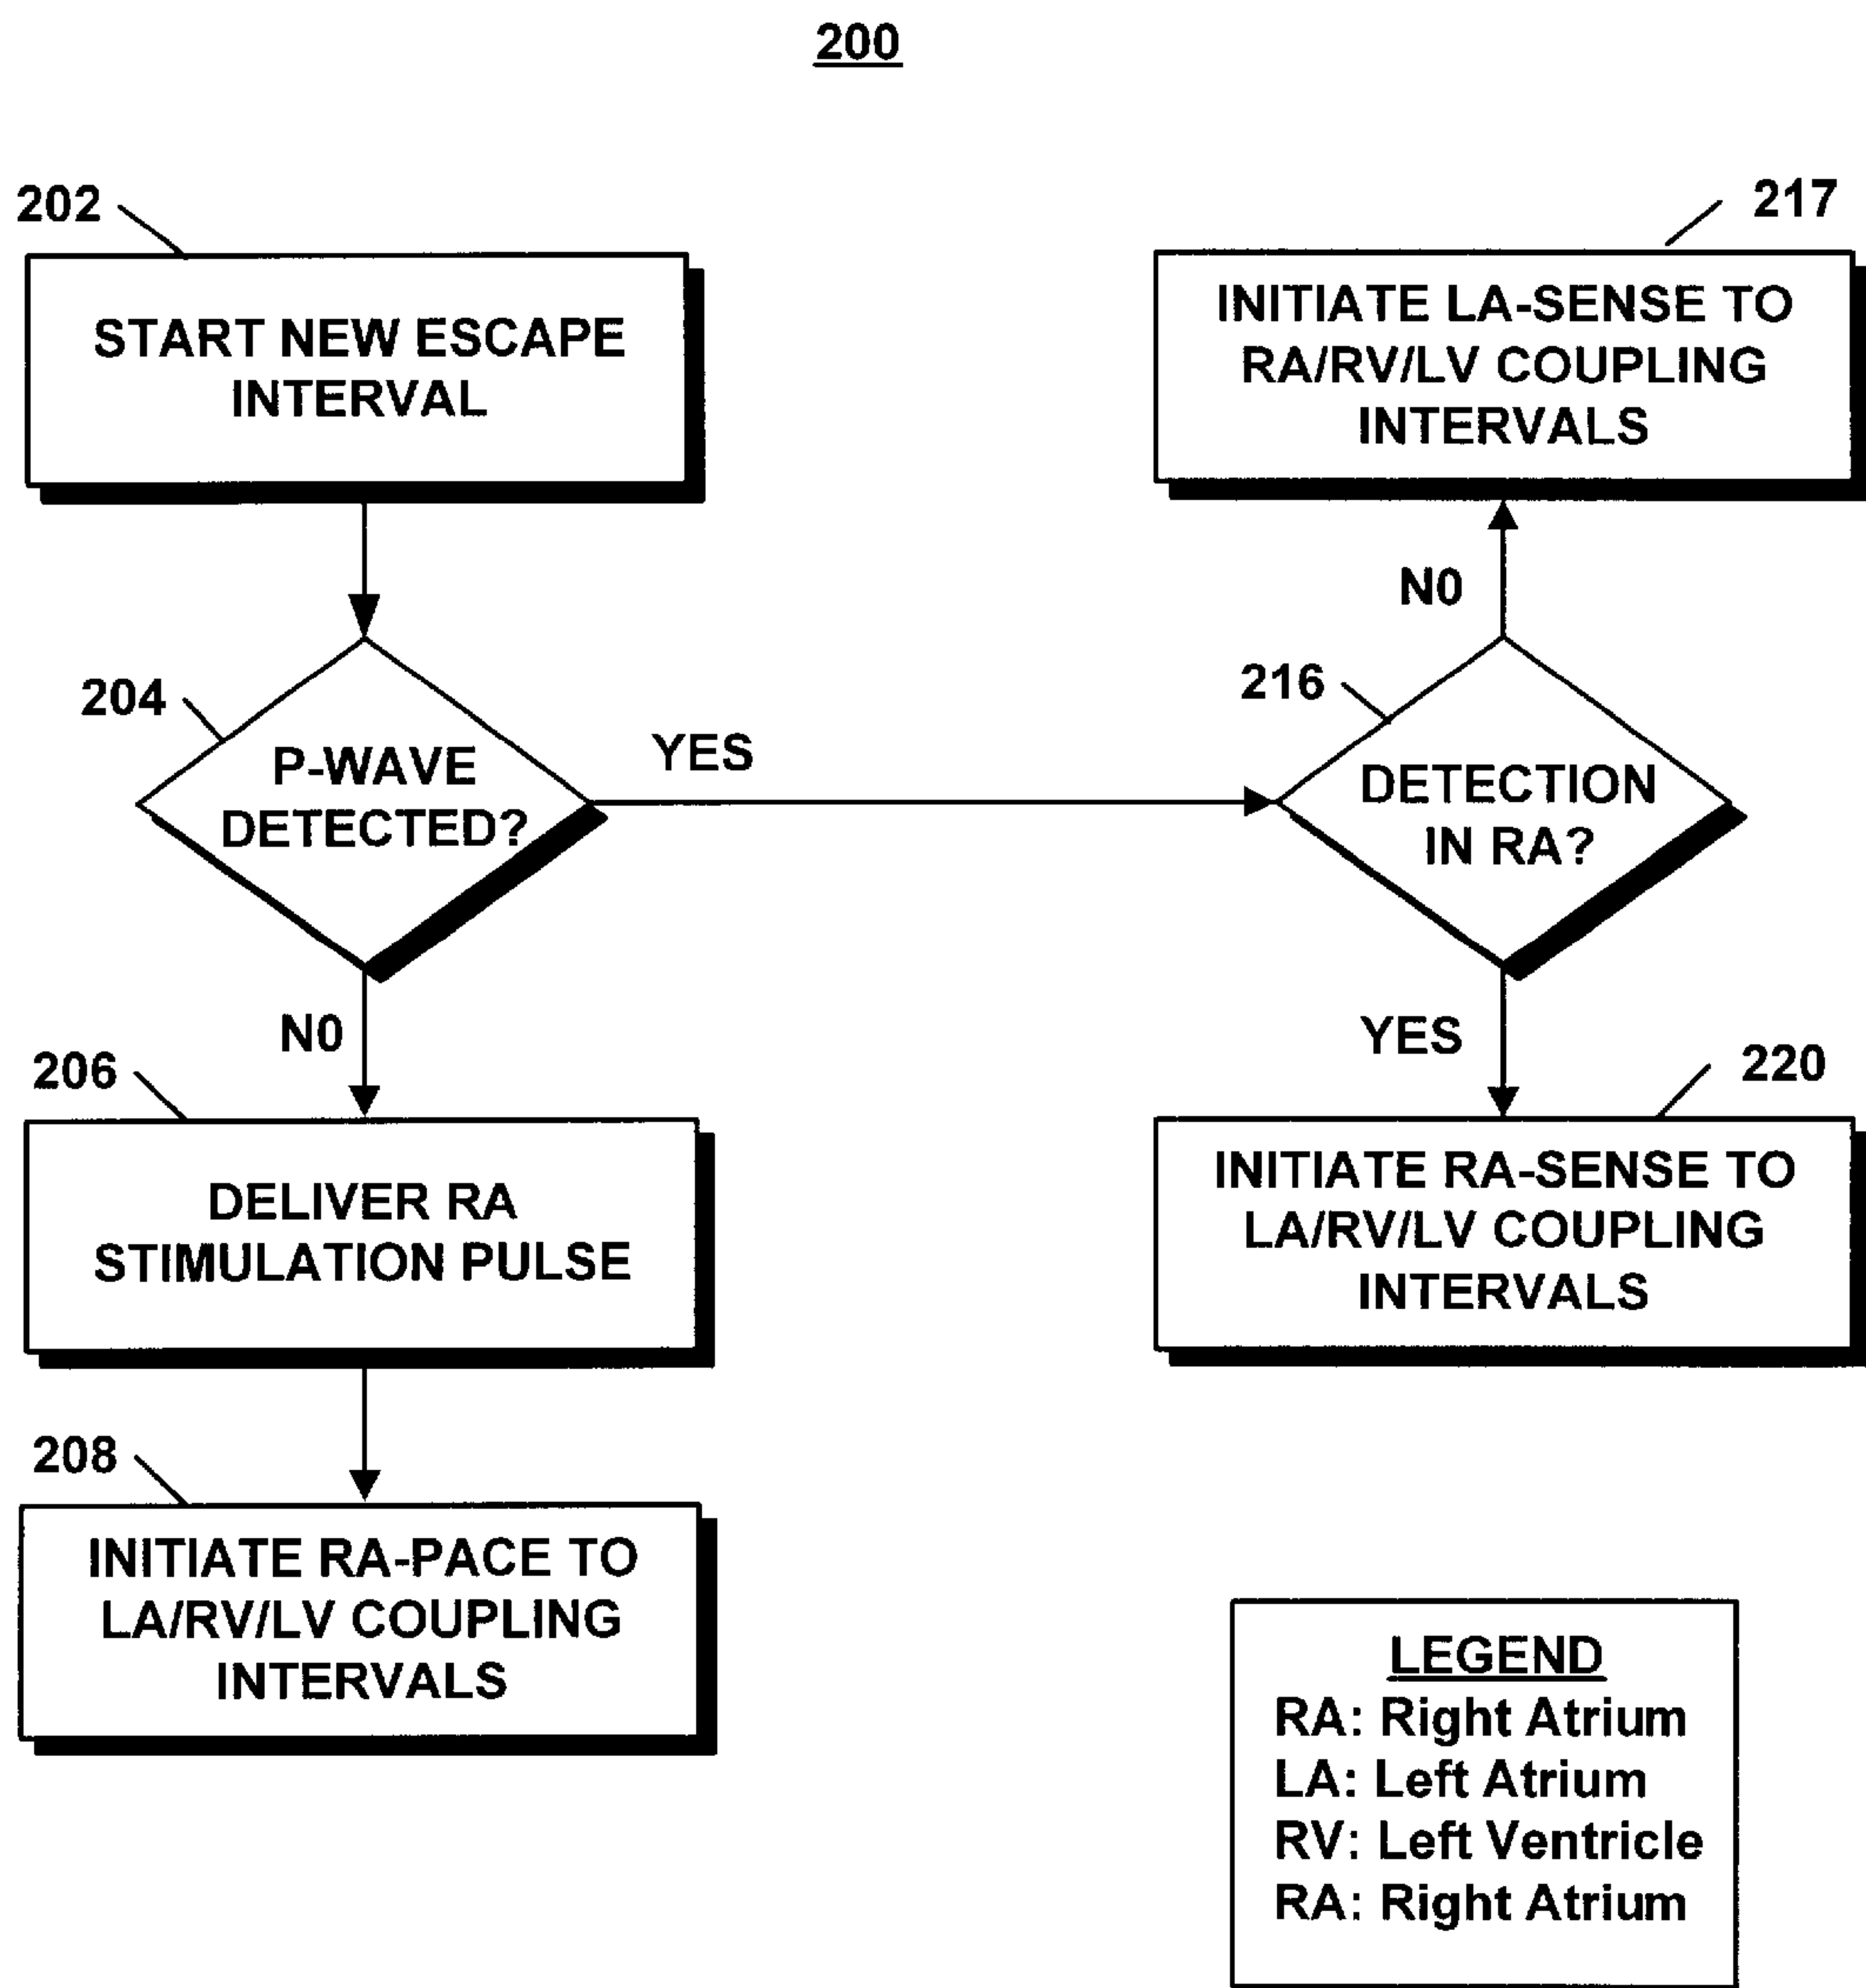 200
202
START NEW ESCAPE
INTERVAL
204
P-WAVE
DETECTED?
YES
N0
206
DELIVER RA
STIMULATION PULSE
208
INITIATE RA-PACE TO
LA/RV/LV COUPLING
INTERVALS
217
INITIATE LA-SENSE TO
RA/RV/LV COUPLING
INTERVALS
N0
216
DETECTION
IN RA?
YES
220
INITIATE RA-SENSE TO
LA/RV/LV COUPLING
INTERVALS
LEGEND
RA: Right Atrium
LA: Left Atrium
RV: Left Ventricle
RA: Right Atrium